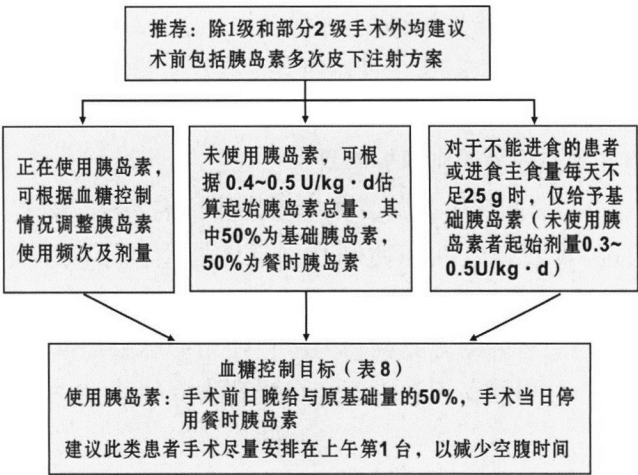 推荐：除1级和部分2级手术外均建议
术前包括胰岛素多次皮下注射方案
正在使用胰岛素，
可根据血糖控制
情况调整胰岛素
使用频次及剂量
未使用胰岛素，可根
据 0.4~0.5 U/kg·d估
算起始胰岛素总量，其
中50%为基础胰岛素，
50%为餐时胰岛素
对于不能进食的患者
或进食主食量每天不
足25 g 时，仅给予基
础胰岛素（未使用胰
岛素者起始剂量0.3~
0.5U/kg·d）
血糖控制目标（表8）
使用胰岛素：手术前日晚给与原基础量的50%，手术当日停
用餐时胰岛素
建议此类患者手术尽量安排在上午第1台，以减少空腹时间